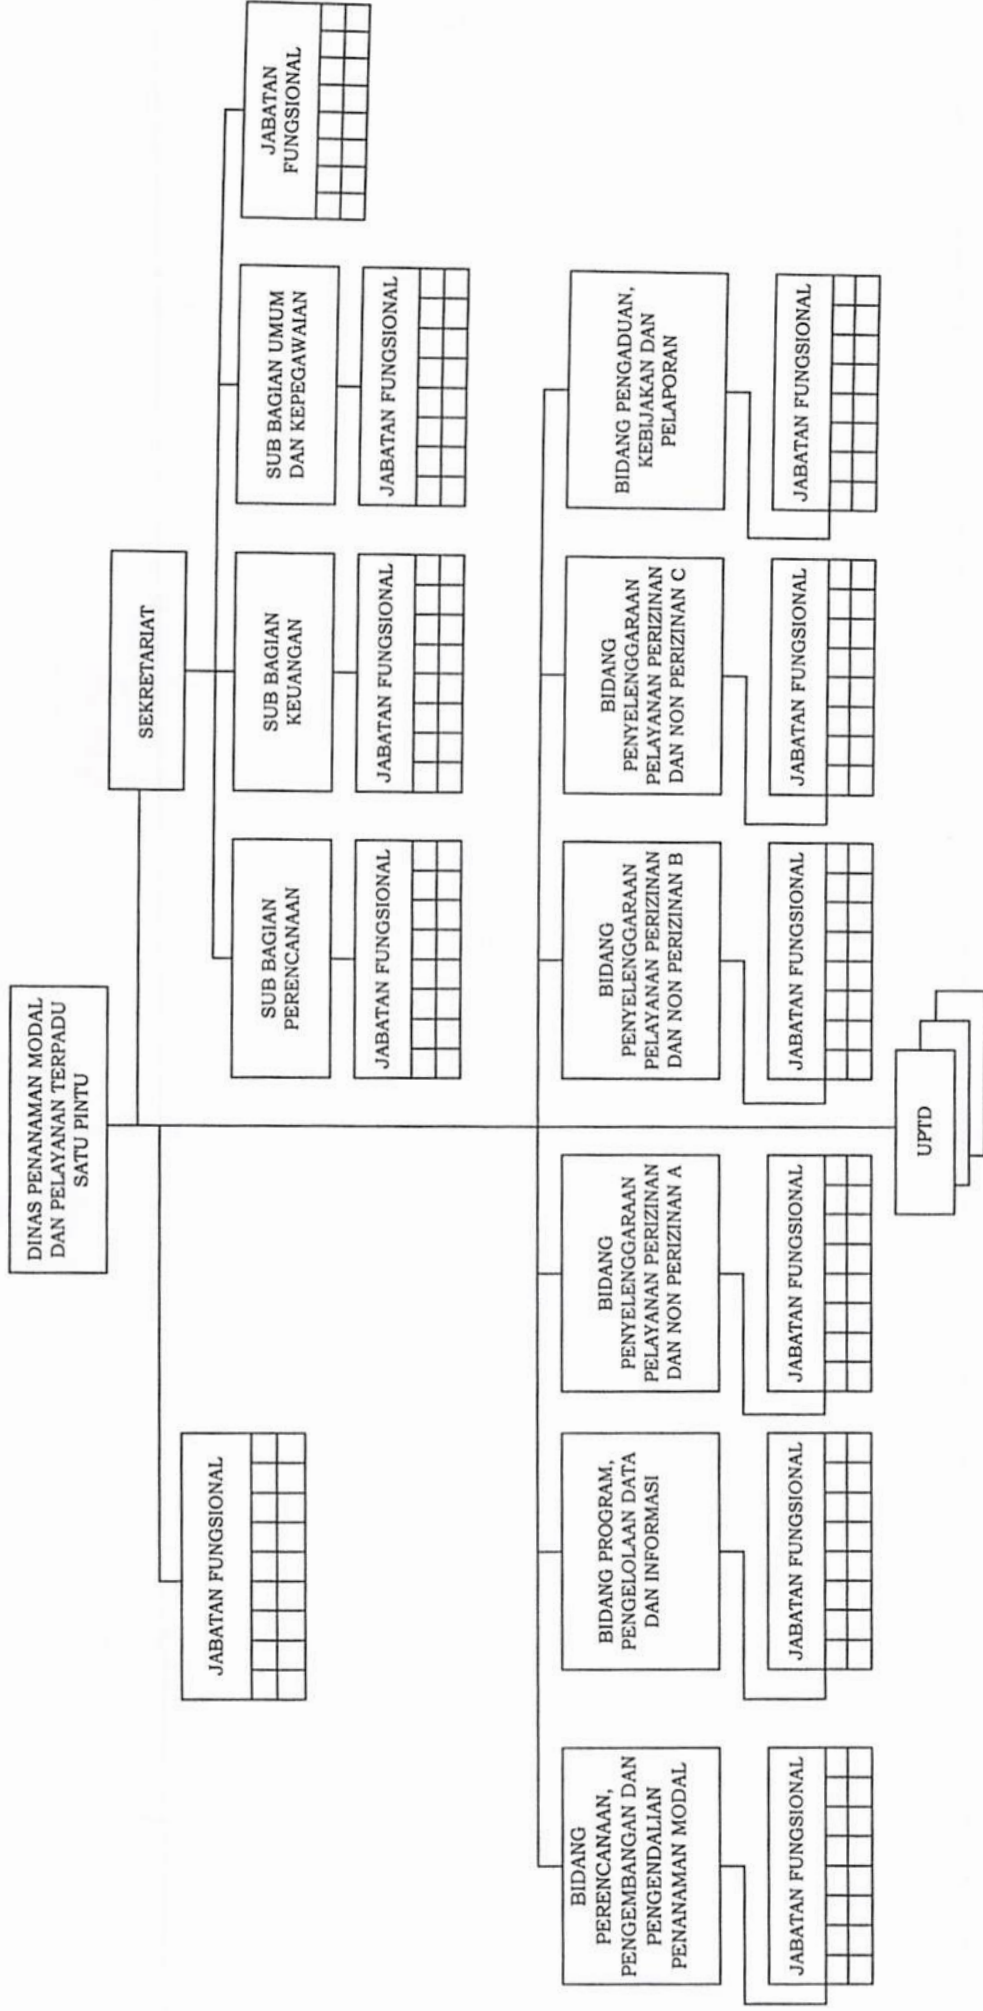 DINAS PENANAMAN MODAL
DAN PELAYANAN TERPADU
SATU PINTU
SEKRETARIAT
JABATAN FUNGSIONAL
SUB BAGIAN
PERENCANAAN
SUB BAGIAN
KEUANGAN
SUB BAGIAN UMUM
DAN KEPEGAWAIAN
JABATAN
FUNGSIONAL
JABATAN FUNGSIONAL
JABATAN FUNGSIONAL
JABATAN FUNGSIONAL
BIDANG
PERENCANAAN,
PENGEMBANGAN DAN
PENGENDALIAN
PENANAMAN MODAL
BIDANG PROGRAM,
PENGELOLAAN DATA
DAN INFORMASI
BIDANG
PENYELENGGARAAN
PELAYANAN PERIZINAN
DAN NON PERIZINAN A
BIDANG
PENYELENGGARAAN
PELAYANAN PERIZINAN
DAN NON PERIZINAN B
BIDANG
PENYELENGGARAAN
PELAYANAN PERIZINAN
DAN NON PERIZINAN C
BIDANG PENGADUAN,
KEBIJAKAN DAN
PELAPORAN
JABATAN FUNGSIONAL
JABATAN FUNGSIONAL
JABATAN FUNGSIONAL
JABATAN FUNGSIONAL
JABATAN FUNGSIONAL
JABATAN FUNGSIONAL
UPTD